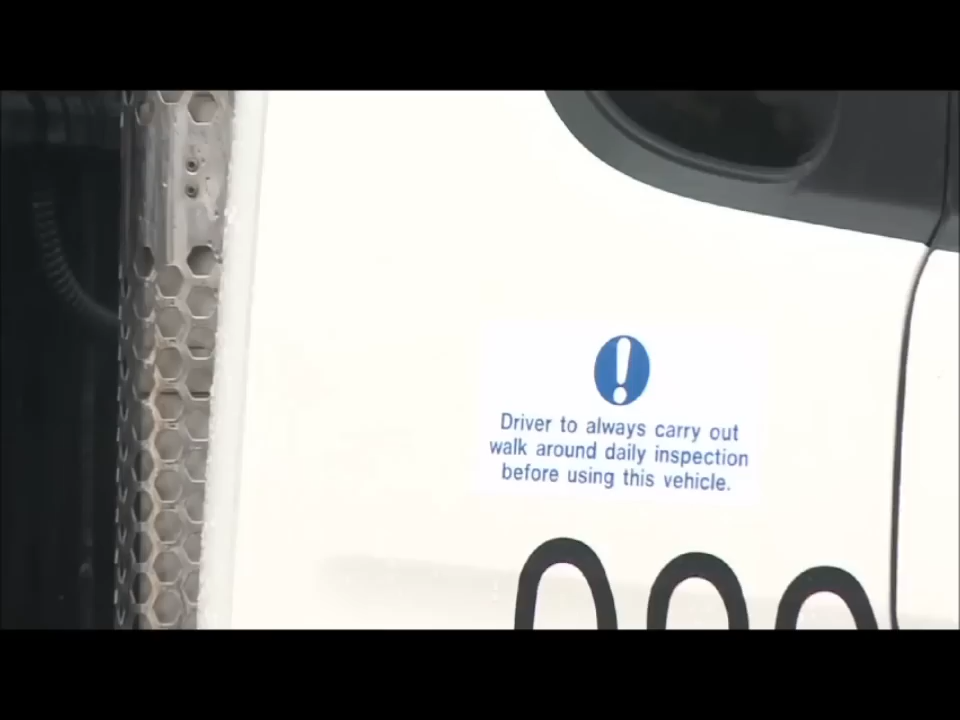 Driver to always carry out
walk around daily inspection
before using this vehicle.